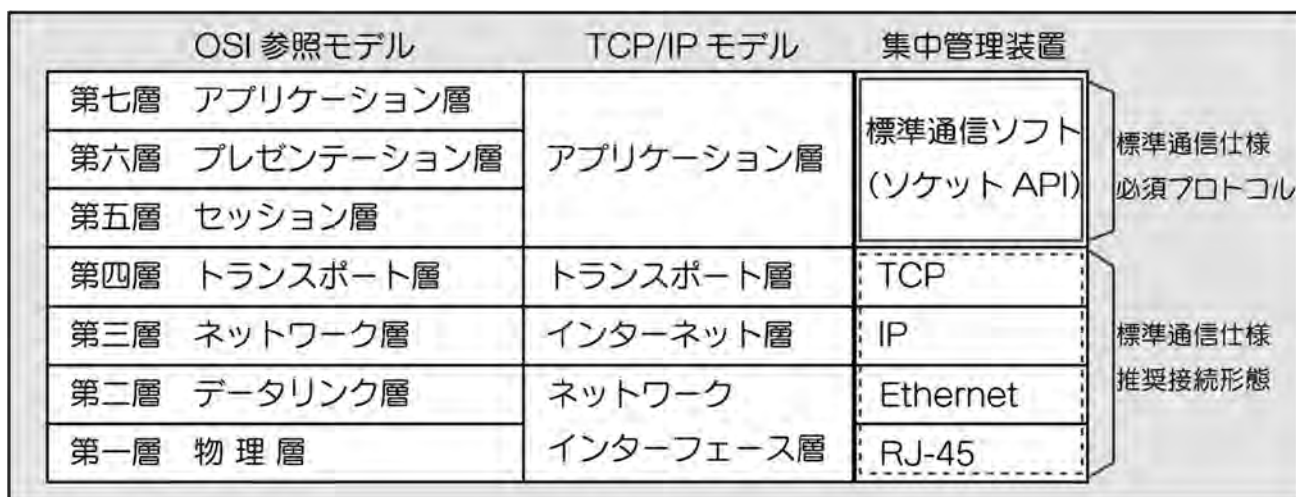 OSI 参照モデル TCP/IP モデル 集中管理装置
第七層 アプリケーション層
第六層 プレゼンテーション層 アプリケーション層
第五層 セッション層
標準通信ソフト
(ソケット API)
標準通信仕様
必須プロトコル
第四層 トランスポート層 トランスポート層 TCP
第三層 ネットワーク層 インターネット層 IP
第二層 データリンク層 ネットワーク Ethernet
第一層 物 理 層 インターフェース層 RJ-45
標準通信仕様
推奨接続形態